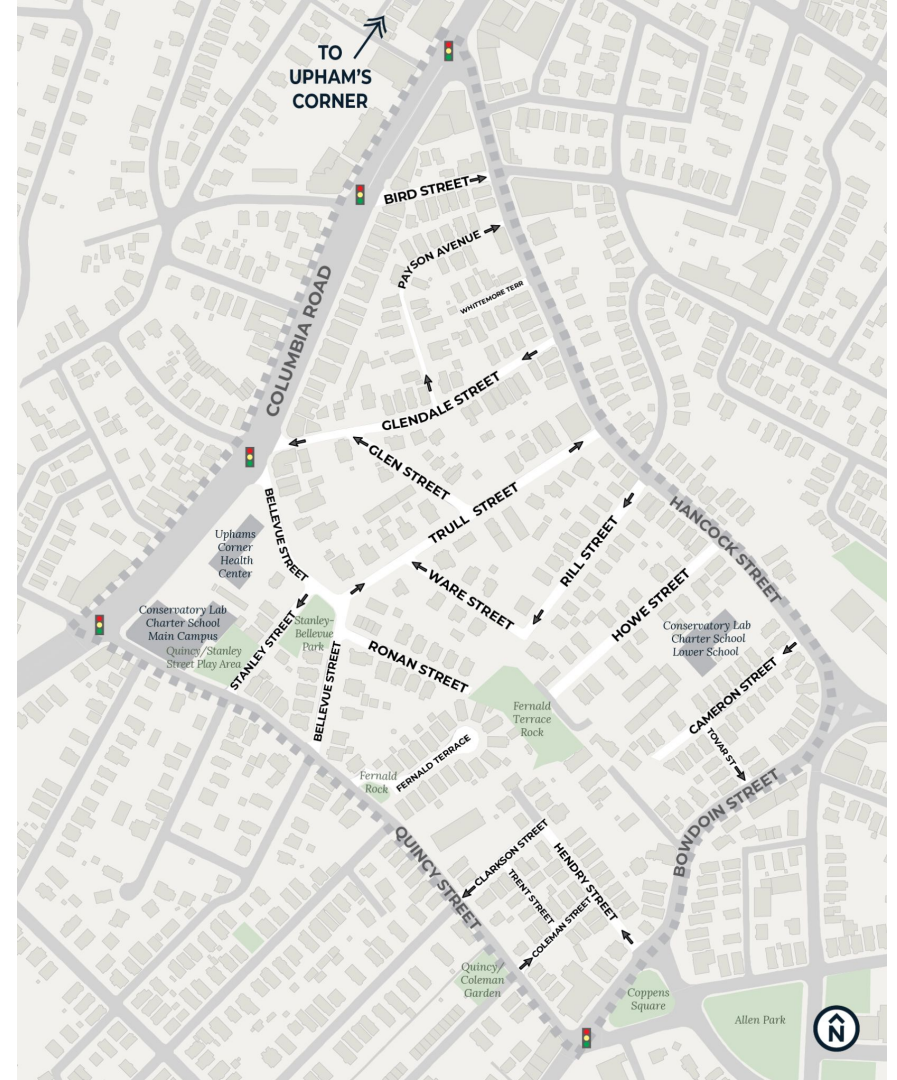 TO
UPHAM'S
CORNER
BIRD STREET
PAYSON AVENUE
WHITTEMORE TERR
COLUMBIA ROAD
GLENDALE STREET
GLEN STREET
TRULL STREET
BELLEVUE STREET
HANCOCK STREET
RILL STREET
Uphams
Corner
Health
Center
WARE STREET
HOWE STREET
Conservatory Lab
Charter School
Main Campus
Quincy/Stanley
Street Play Area
STANLEY STREET
Stanley-
Bellevue
Park
BELLEVUE STREET
RONAN STREET
Conservatory Lab
Charter School
Lower School
CAMERON STREET
Fernald
Terrace
Rock
TOVAR ST
FERNALD TERRACE
Fernald
Rock
BOWDOIN STREET
QUINCY STREET
CLARKSON STREET
HENDRY STREET
TRENT STREET
COLEMAN STREET
Quincy/
Coleman
Garden
Coppens
Square
Allen Park
N